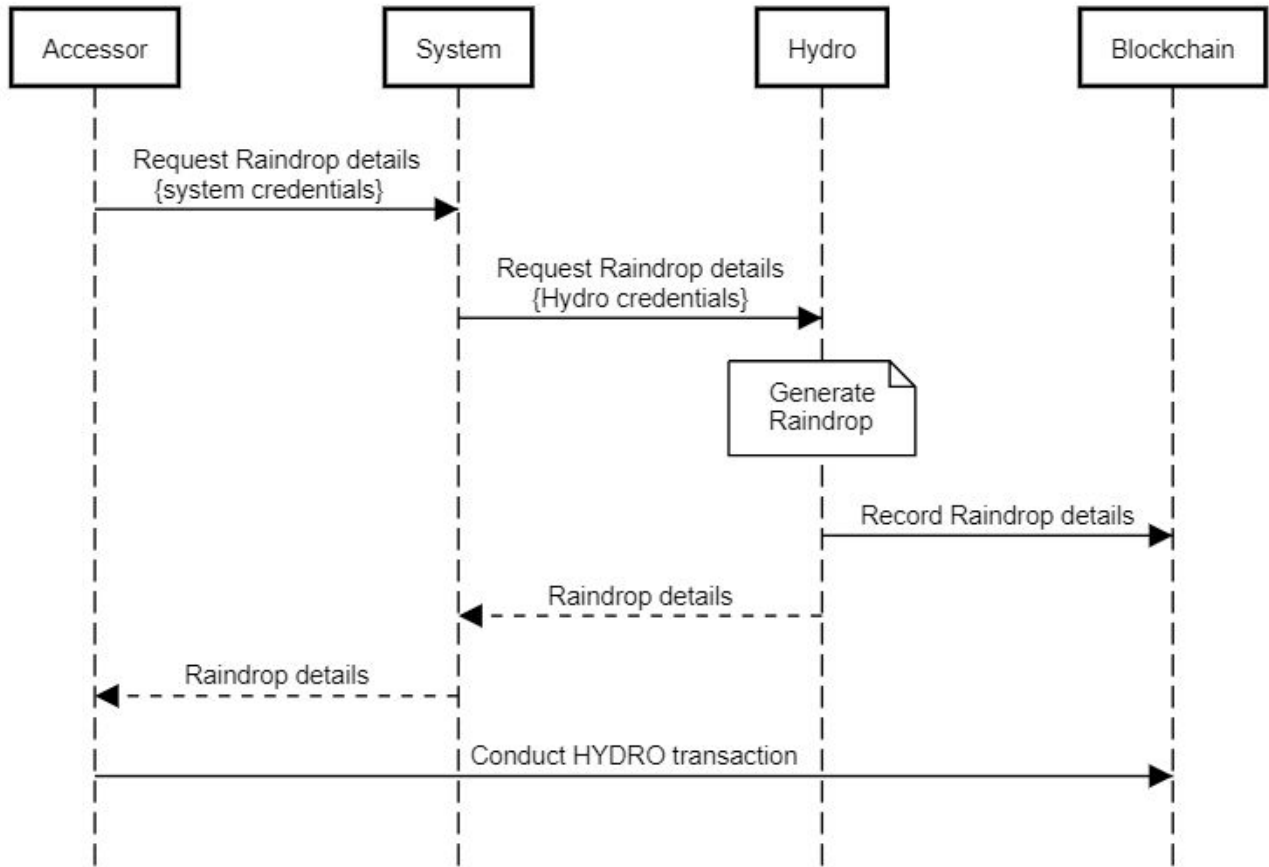 Accessor
System
Hydro
Blockchain
Request Raindrop details
{system credentials}
Request Raindrop details
{Hydro credentials}
Generate
Raindrop
Record Raindrop details
Raindrop details
Raindrop details
Conduct HYDRO transaction